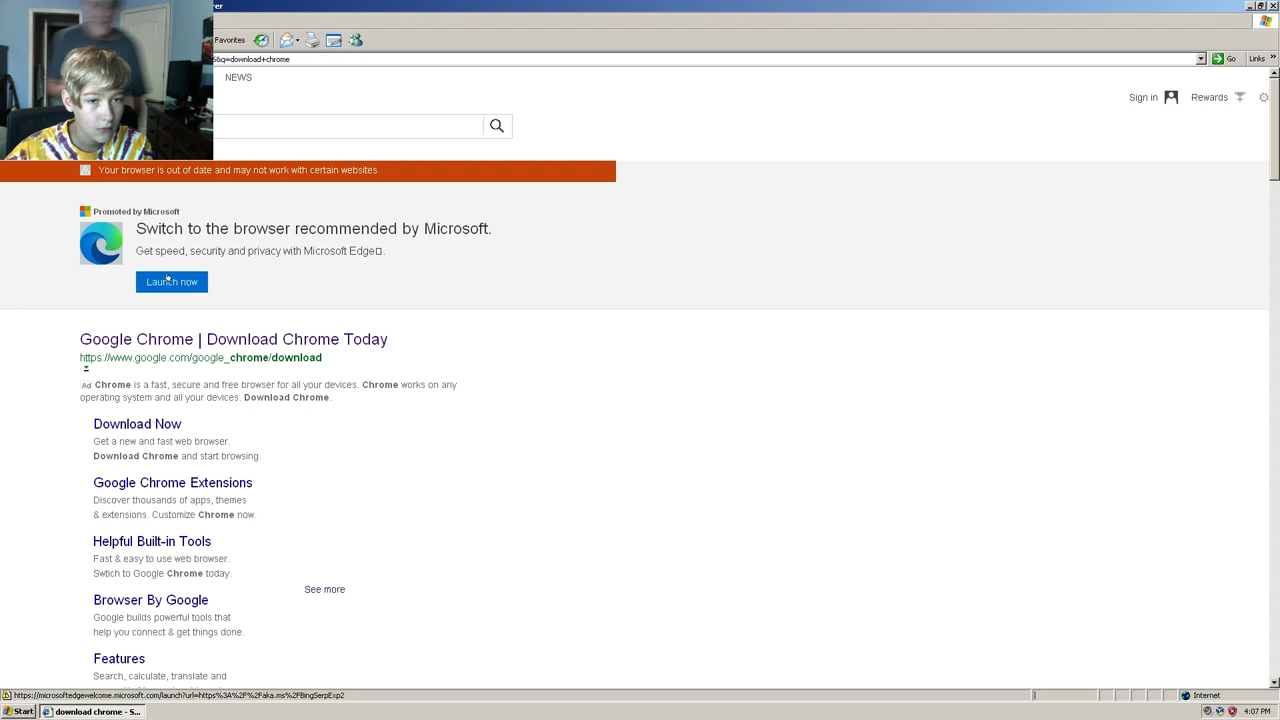 rer
Favorites
6&q=download+chrome
Go
Links
NEWS
Sign in
Rewards
Your browser is out of date and may not work with certain websites.
Promoted by Microsoft
Switch to the browser recommended by Microsoft.
Get speed, security and privacy with Microsoft Edge▯.
Launch now
Google Chrome | Download Chrome Today
https://www.google.com/google_chrome/download
Ad Chrome is a fast, secure and free browser for all your devices. Chrome works on any
operating system and all your devices. Download Chrome.
Download Now
Get a new and fast web browser.
Download Chrome and start browsing.
Google Chrome Extensions
Discover thousands of apps, themes
& extensions. Customize Chrome now.
Helpful Built-in Tools
Fast & easy to use web browser.
Swtich to Google Chrome today.
See more
Browser By Google
Google builds powerful tools that
help you connect & get things done.
Features
Search, calculate, translate and
https://microsoftedgewelcome.microsoft.com/launch?url=https%3A%2F%2Faka.ms%2FBingSerpExp2
Internet
Start
download chrome - S...
4:07 PM